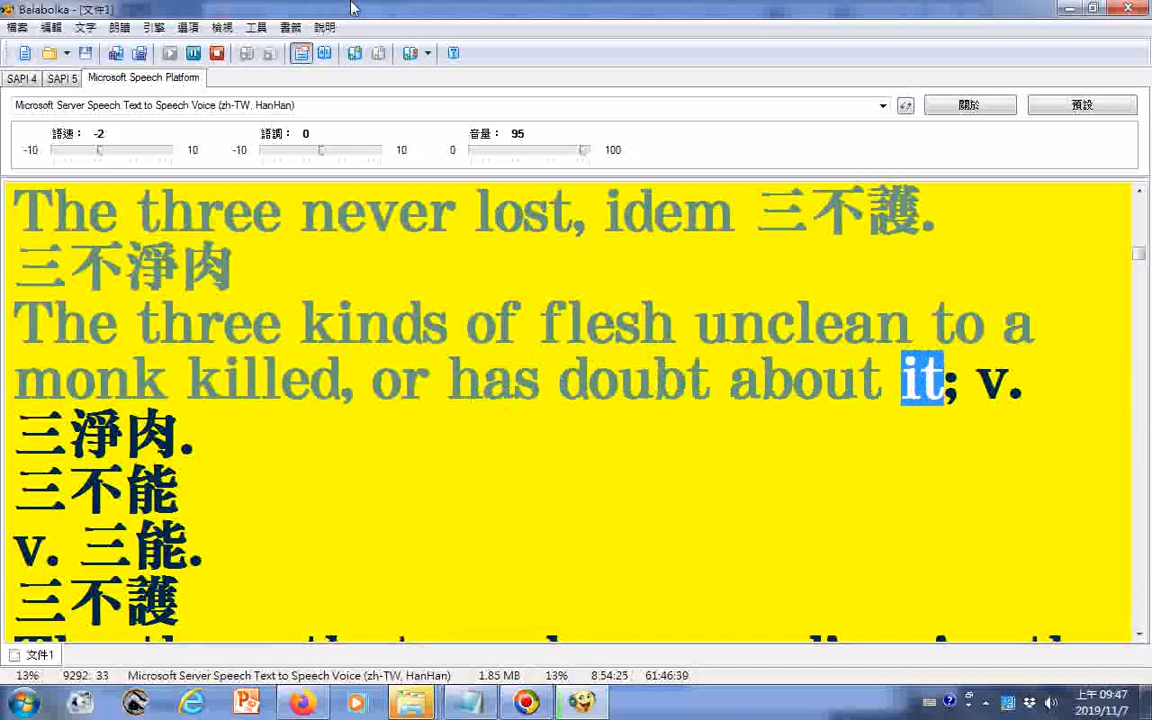 Balabolka - [文件1]
檔案 編輯 文字 朗讀 引擎 選項 檢視 工具 書籤 說明
SAPI 4 SAPI 5 Microsoft Speech Platform
Microsoft Server Speech Text to Speech Voice (zh-TW, HanHan) 關於 預設
語速： -2 語調： 0 音量： 95
-10 10 -10 10 0 100
The three never lost, idem 三不護.
三不淨肉
The three kinds of flesh unclean to a
monk killed, or has doubt about it; v.
三淨肉.
三不能
v. 三能.
三不護
文件1
13% 9292: 33 Microsoft Server Speech Text to Speech Voice (zh-TW, HanHan) 1.85 MB 13% 8:54:25 61:46:39
上午 09:47
2019/11/7